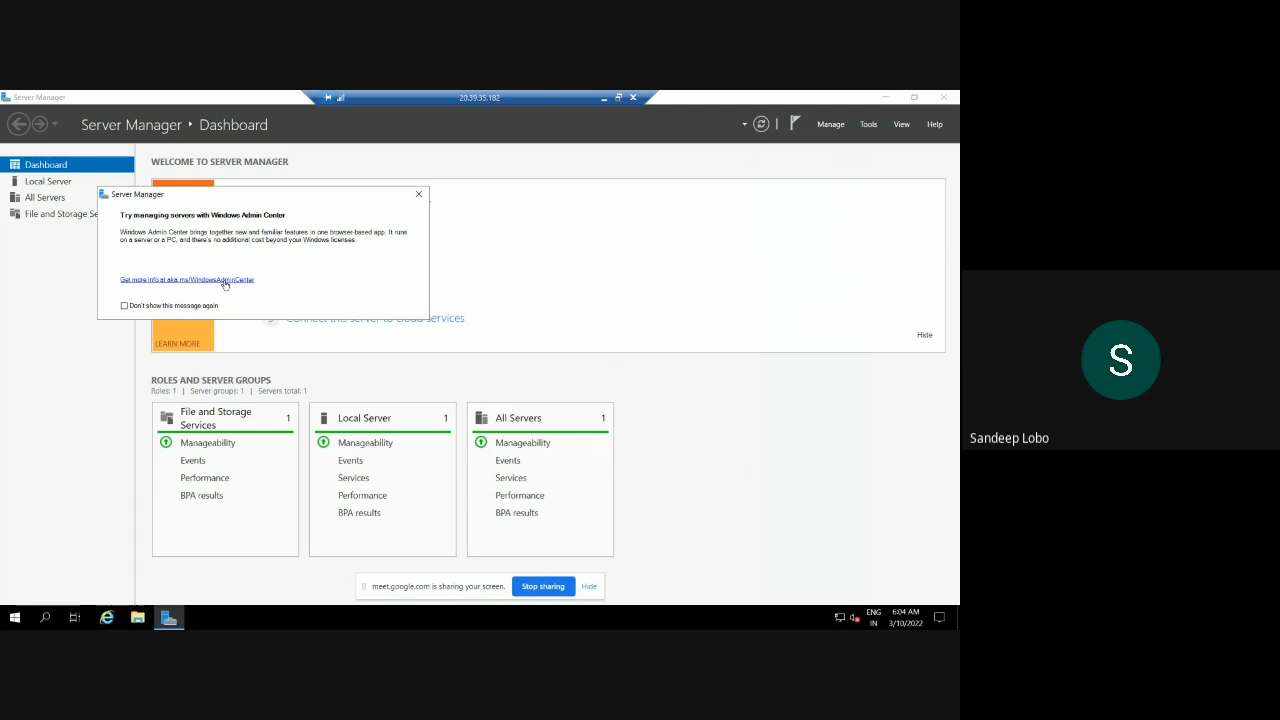 Server Manager
20.39.35.182
Server Manager • Dashboard
Manage
Tools
View
Help
Dashboard
Local Server
All Servers
File and Storage Se
WELCOME TO SERVER MANAGER
Server Manager
Try managing servers with Windows Admin Center
Windows Admin Center brings together new and familiar features in one browser-based app. It runs
on a server or a PC, and there's no additional cost beyond your Windows licenses.
Get more info at aka.ms/WindowsAdminCenter
Don't show this message again
Connect this server to cloud services
LEARN MORE
Hide
ROLES AND SERVER GROUPS
Roles: 1 | Server groups: 1 | Servers total: 1
File and Storage
Services
1
Manageability
Events
Performance
BPA results
Local Server
1
Manageability
Events
Services
Performance
BPA results
All Servers
1
Manageability
Events
Services
Performance
BPA results
meet.google.com is sharing your screen.
Stop sharing
Hide
ENG
IN
6:04 AM
3/10/2022
S
Sandeep Lobo